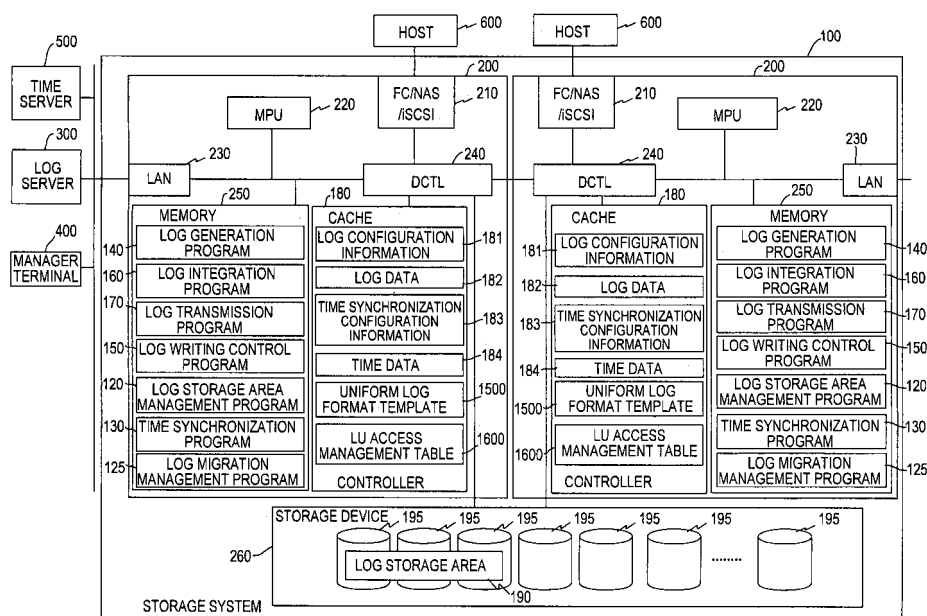 600
HOST
600
HOST
100
500
TIME
SERVER
200
FC/NAS
/iSCSI
210
MPU
220
200
FC/NAS
/iSCSI
210
MPU
220
300
LOG
SERVER
230
LAN
240
DCTL
240
DCTL
230
LAN
400
MANAGER
TERMINAL
250
MEMORY
140
LOG GENERATION
PROGRAM
160
LOG INTEGRATION
PROGRAM
170
LOG TRANSMISSION
PROGRAM
150
LOG WRITING CONTROL
PROGRAM
120
LOG STORAGE AREA
MANAGEMENT PROGRAM
130
TIME SYNCHRONIZATION
PROGRAM
125
LOG MIGRATION
MANAGEMENT PROGRAM
180
CACHE
LOG CONFIGURATION
INFORMATION
181
LOG DATA
182
TIME SYNCHRONIZATION
CONFIGURATION
INFORMATION
183
TIME DATA
184
UNIFORM LOG
FORMAT TEMPLATE
1500
LU ACCESS
MANAGEMENT TABLE
1600
CONTROLLER
180
CACHE
181
LOG CONFIGURATION
INFORMATION
182
LOG DATA
183
TIME SYNCHRONIZATION
CONFIGURATION
INFORMATION
184
TIME DATA
1500
UNIFORM LOG
FORMAT TEMPLATE
1600
LU ACCESS
MANAGEMENT TABLE
CONTROLLER
250
MEMORY
LOG GENERATION
PROGRAM
140
LOG INTEGRATION
PROGRAM
160
LOG TRANSMISSION
PROGRAM
170
LOG WRITING CONTROL
PROGRAM
150
LOG STORAGE AREA
MANAGEMENT PROGRAM
120
TIME SYNCHRONIZATION
PROGRAM
130
LOG MIGRATION
MANAGEMENT PROGRAM
125
STORAGE DEVICE
195
195
195
195
195
195
195
260
LOG STORAGE AREA
190
........
STORAGE SYSTEM